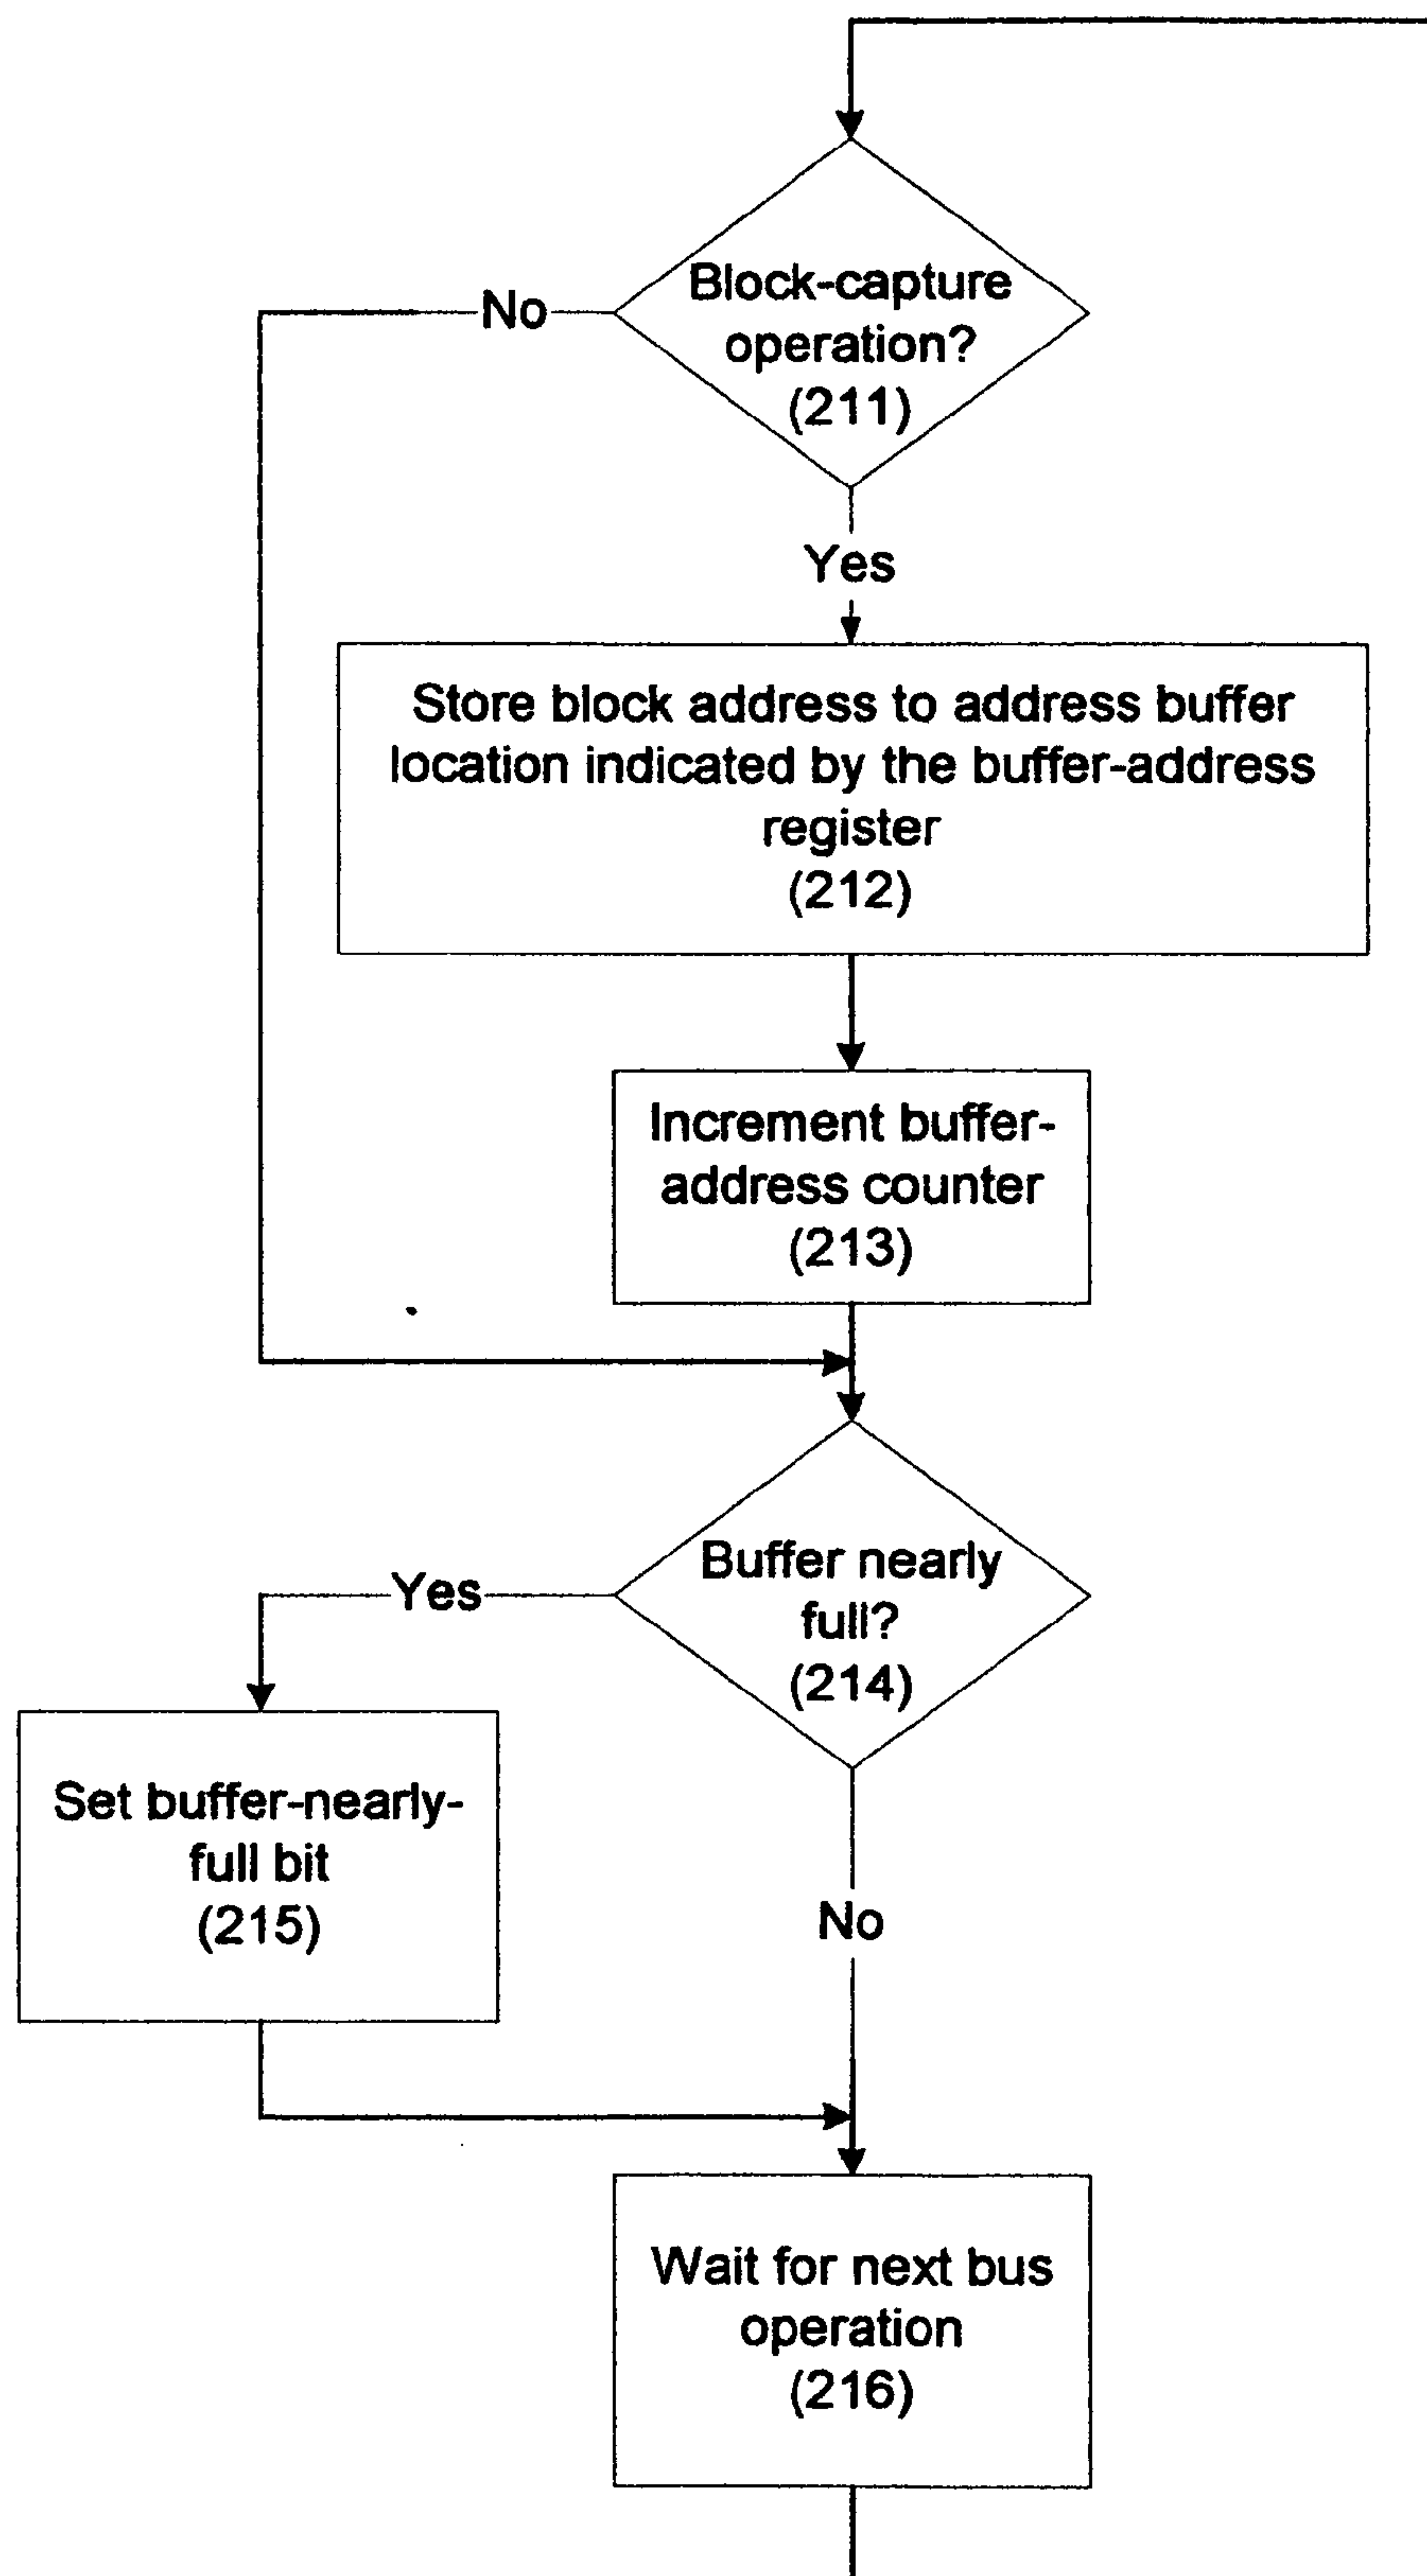 Block-capture
operation?
(211)
No
Yes
Store block address to address buffer
location indicated by the buffer-address
register
(212)
Increment buffer-
address counter
(213)
Buffer nearly
full?
(214)
Yes
Set buffer-nearly-
full bit
(215)
No
Wait for next bus
operation
(216)